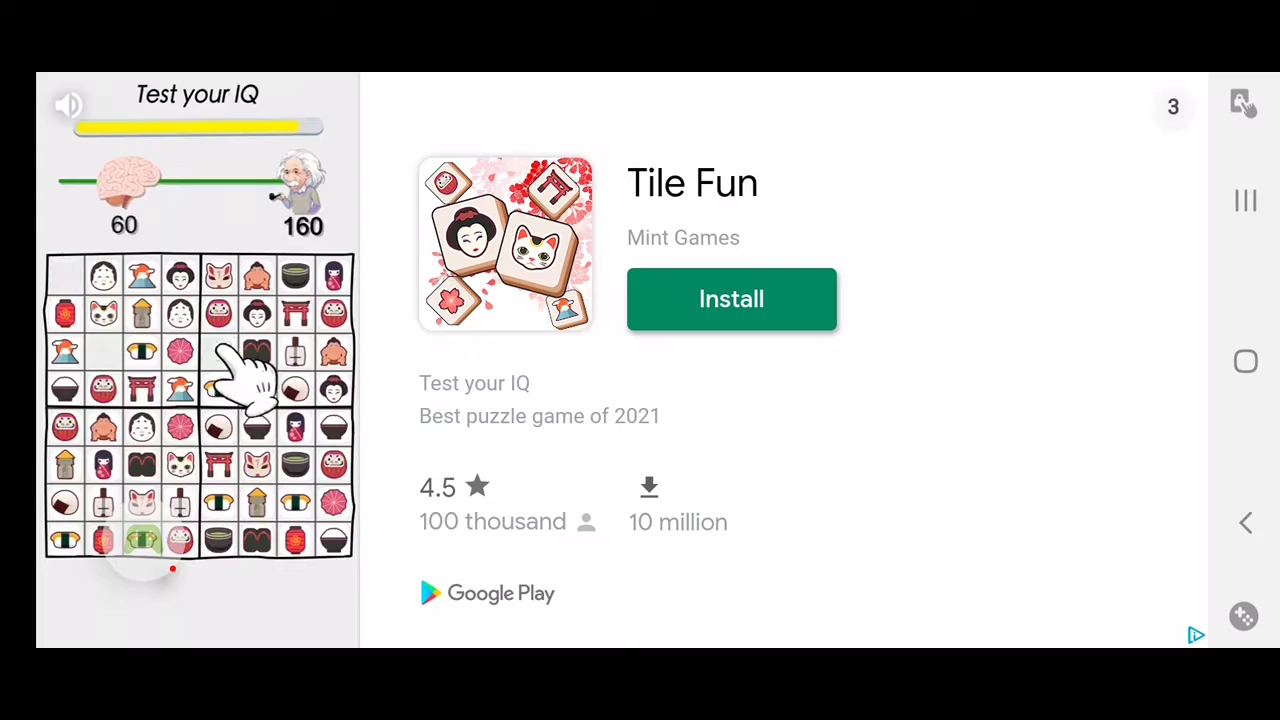 Test your IQ
60
160
3
Tile Fun
Mint Games
Install
Test your IQ
Best puzzle game of 2021
4.5
100 thousand
10 million
Google Play